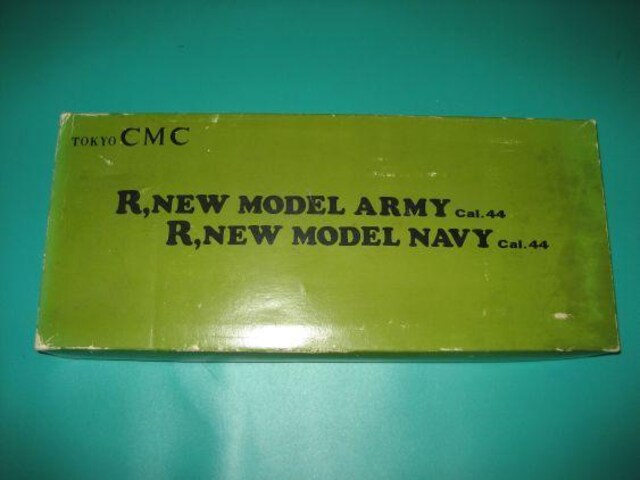 TOKYO CMC
R,NEW MODEL ARMY Cal.44
R,NEW MODEL NAVY Cal.44